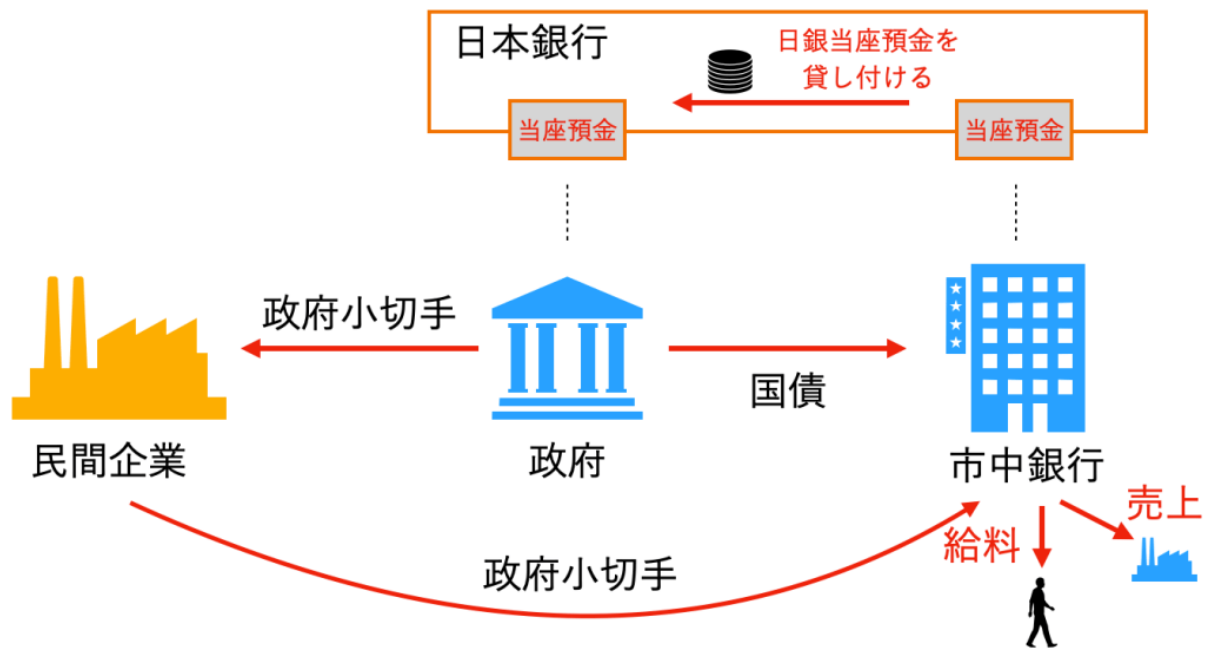 日本銀行
日銀当座預金を
貸し付ける
当座預金
当座預金
政府小切手
国債
民間企業
政府
市中銀行
売上
給料
政府小切手